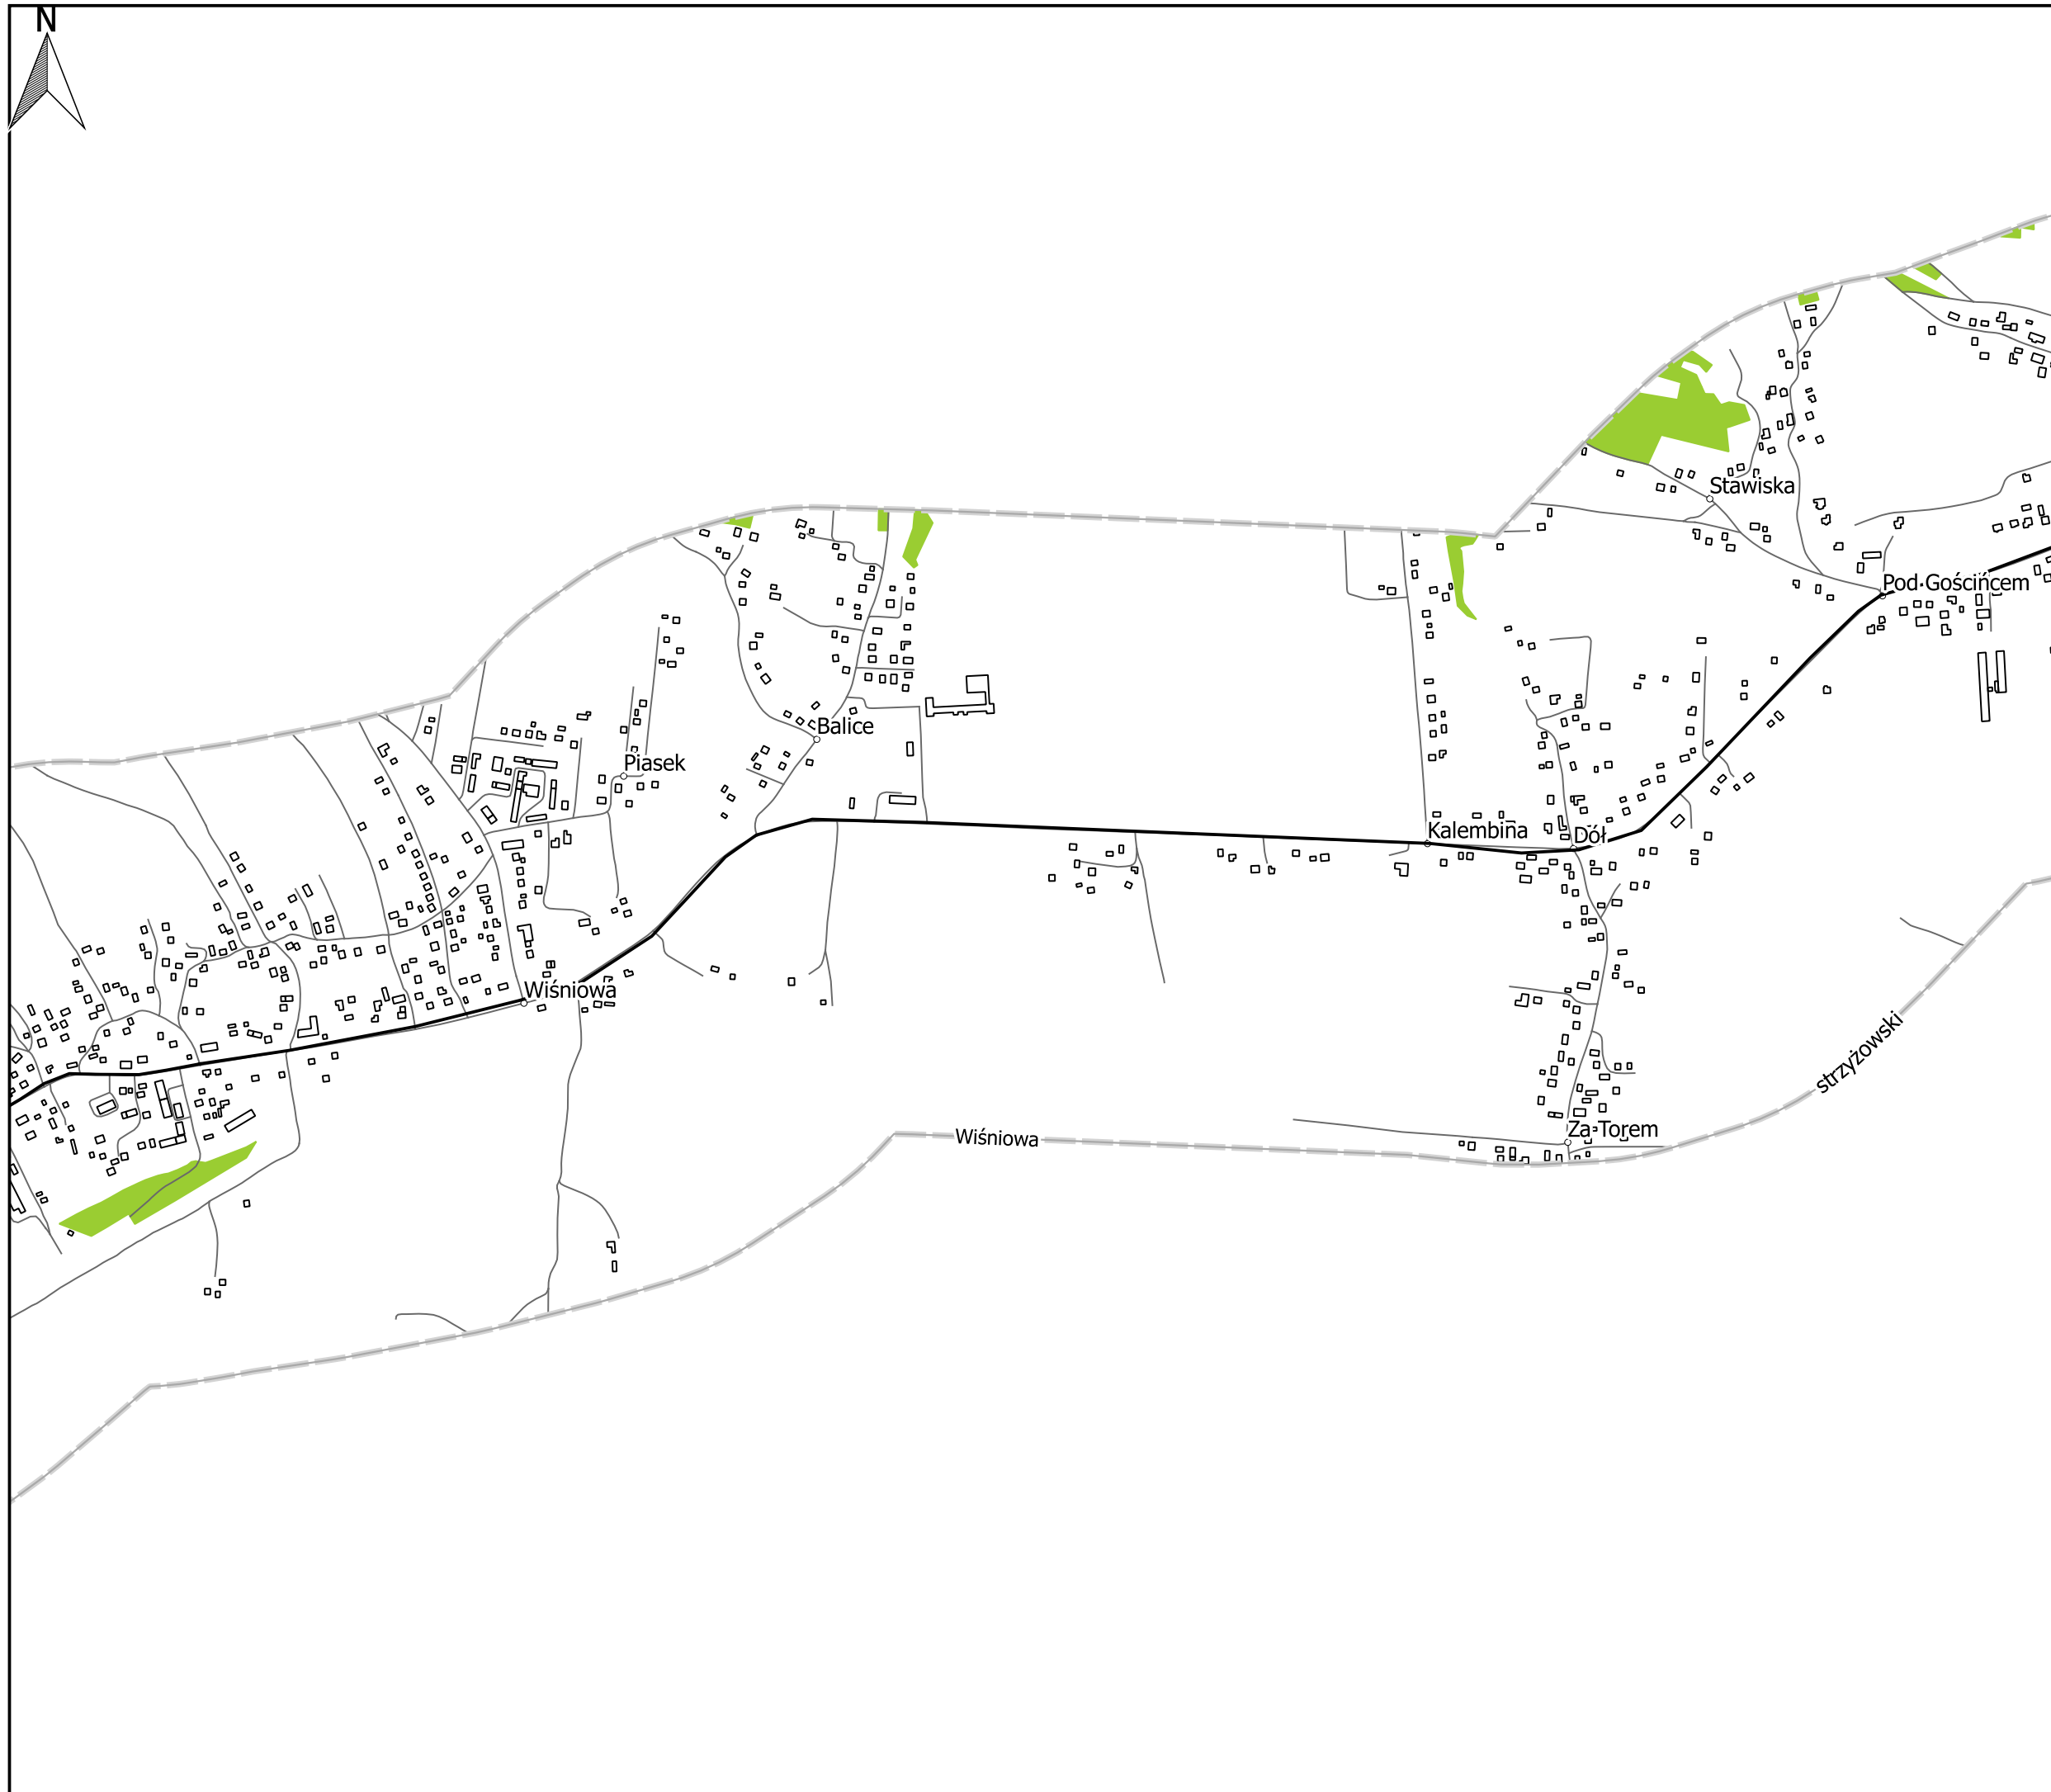 N
Stawiska
Pod Gościńcem
Balice
Piasek
Kalembina
Dół
Wiśniowa
strzyżowski
Za Torem
Wiśniowa